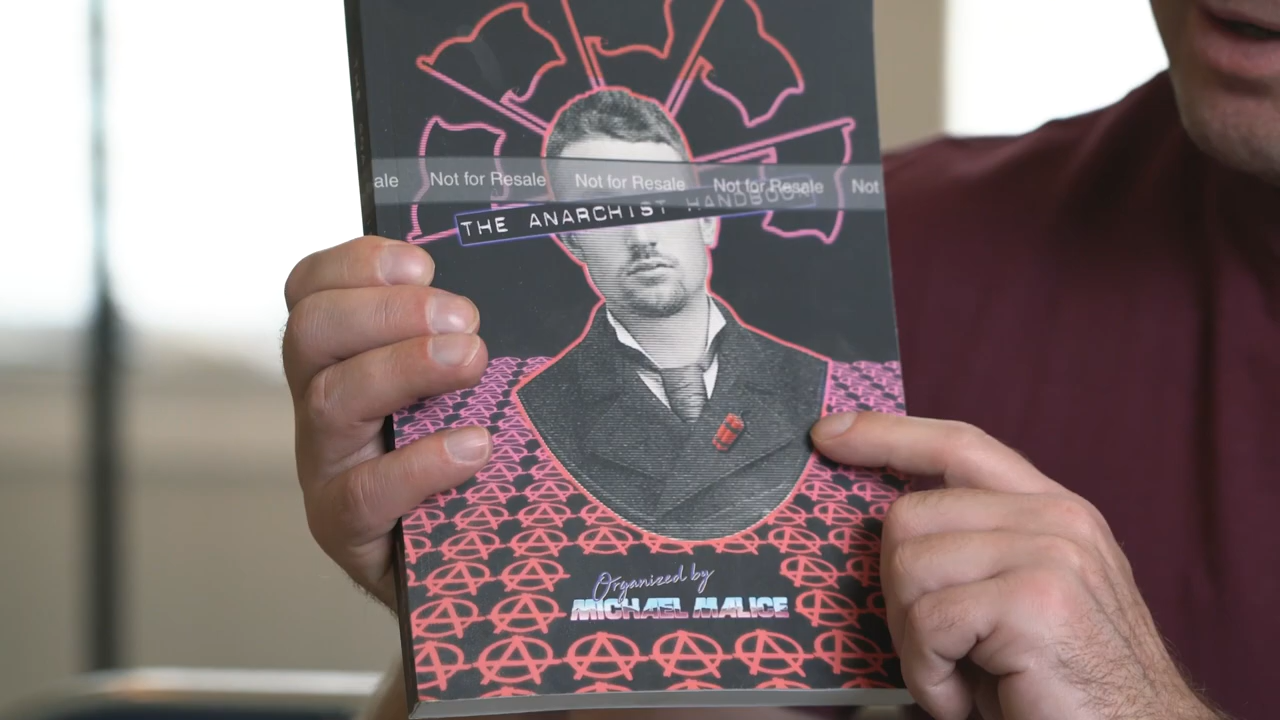 ale Not for Resale Not for Resale Not for Resale Not
THE ANARCHIST HANDBOOK
Organized by
MICHAEL MALICE